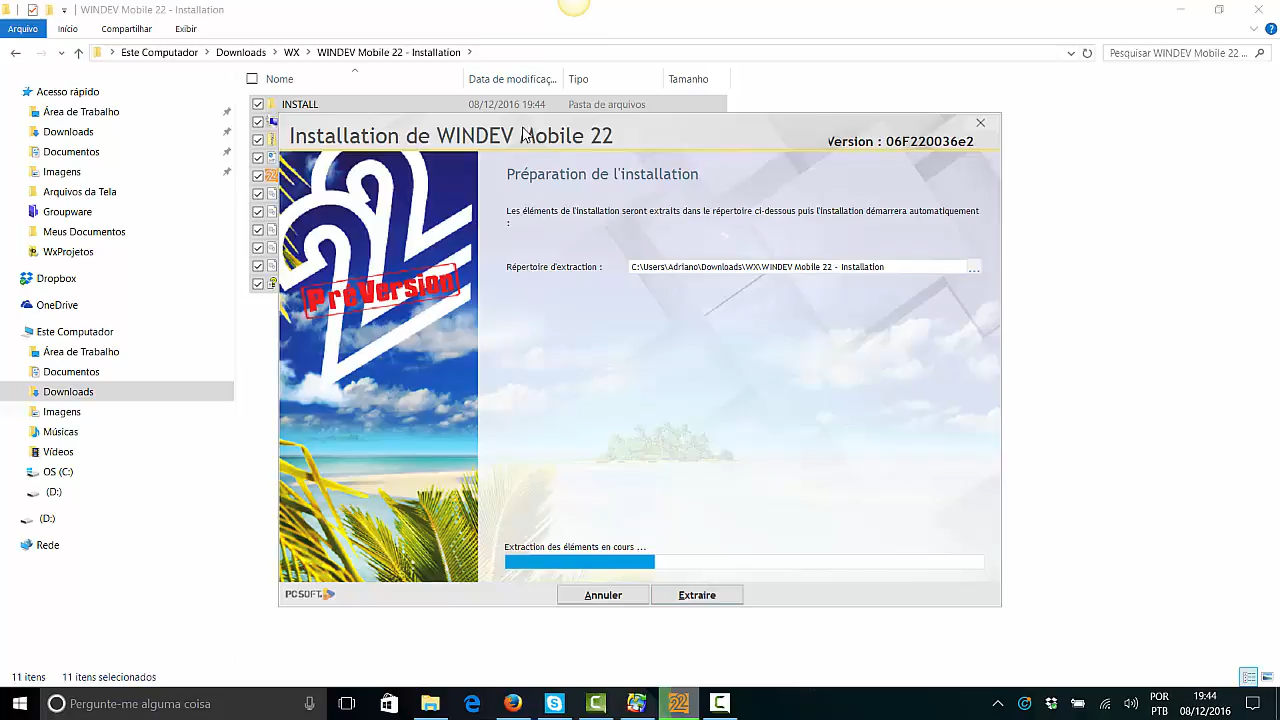 WINDEV Mobile 22 - Installation
Arquivo Início Compartilhar Exibir
Este Computador Downloads WX WINDEV Mobile 22 - Installation
Pesquisar WINDEV Mobile 22 ...
Nome Data de modificaç... Tipo Tamanho
INSTALL 08/12/2016 19:44 Pasta de arquivos
Acesso rápido
Área de Trabalho
Downloads
Documentos
Imagens
Arquivos da Tela
Groupware
Meus Documentos
WxProjetos
Dropbox
OneDrive
Este Computador
Área de Trabalho
Documentos
Downloads
Imagens
Músicas
Vídeos
OS (C:)
(D:)
(D:)
Rede
Installation de WINDEV Mobile 22
Version : 06F220036e2
22
PreVersion
Préparation de l'installation
Les éléments de l'installation seront extraits dans le répertoire ci-dessous puis l'installation démarrera automatiquement
:
Répertoire d'extraction : C:\Users\Adriano\Downloads\WX\WINDEV Mobile 22 - Installation ...
Extraction des éléments en cours ...
PC SOFT
Annuler Extraire
11 itens 11 itens selecionados
Pergunte-me alguma coisa
22
POR
PTB
19:44
08/12/2016